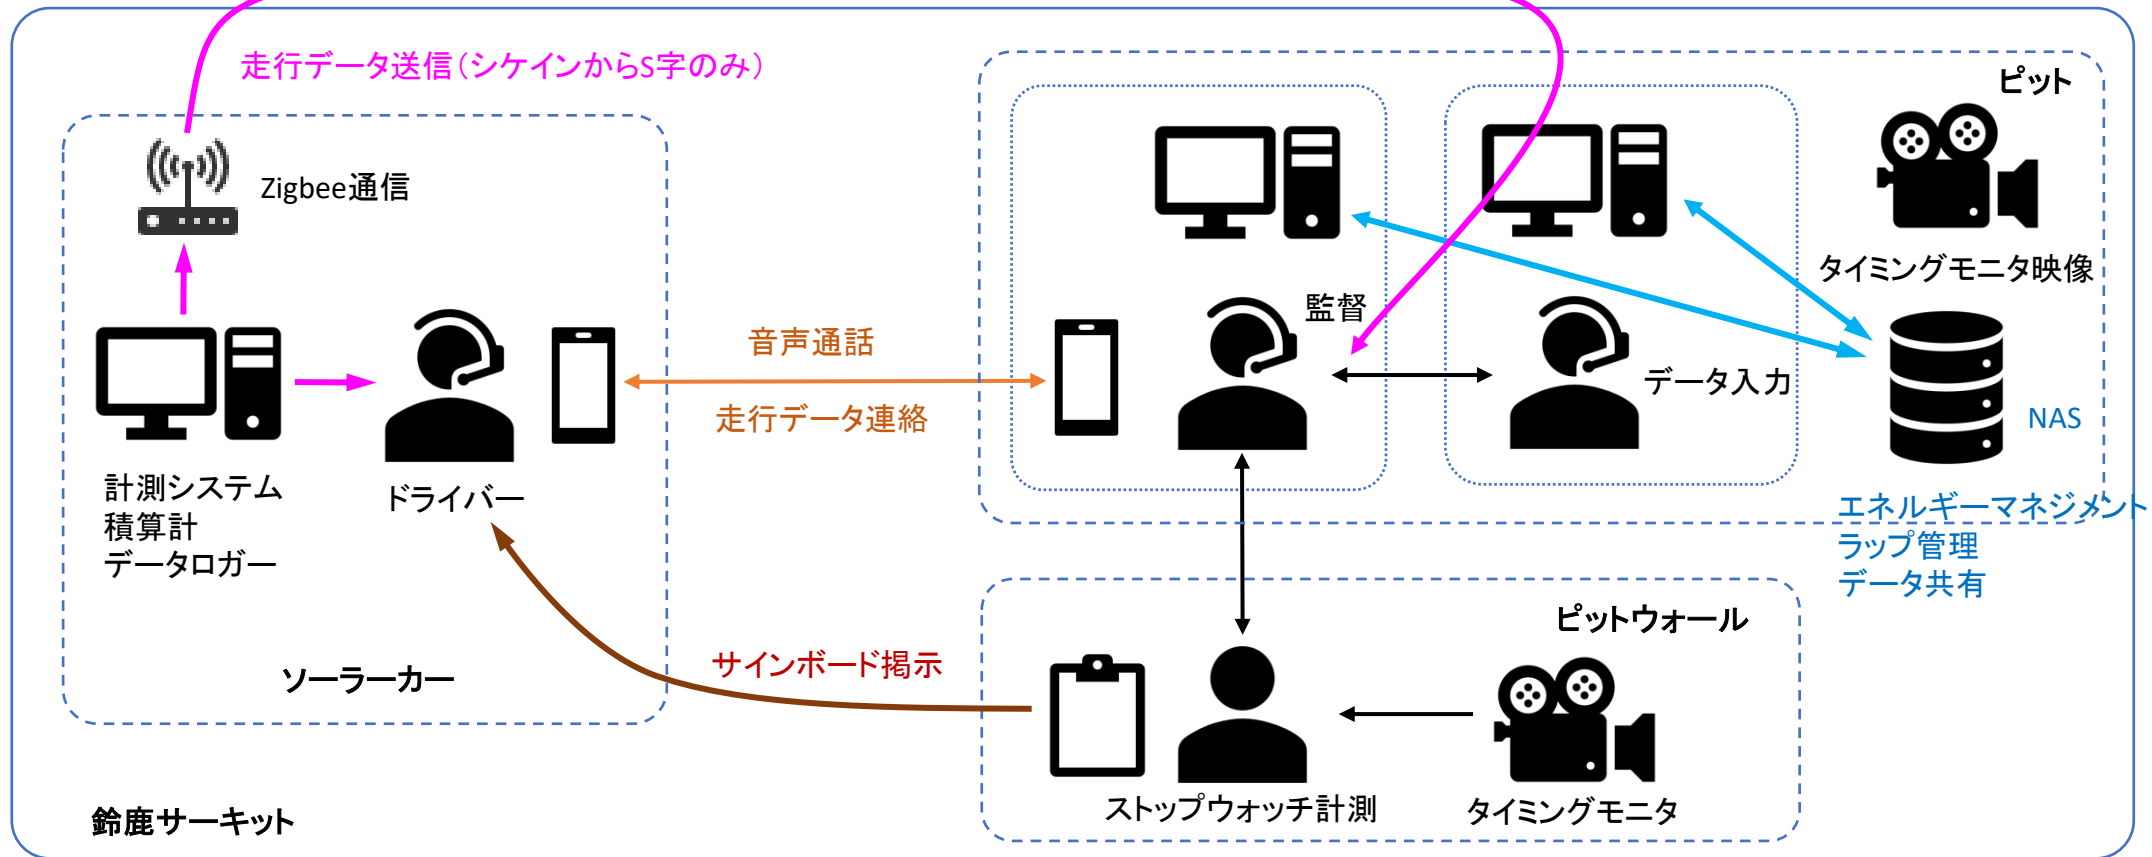 走行データ送信（シケインからS字のみ）
ピット
Zigbee通信
タイミングモニタ映像
監督
音声通話
データ入力
走行データ連絡
NAS
計測システム
積算計
データロガー
ドライバー
エネルギーマネジメント
ラップ管理
データ共有
ピットウォール
サインボード掲示
ソーラーカー
ストップウォッチ計測
タイミングモニタ
鈴鹿サーキット